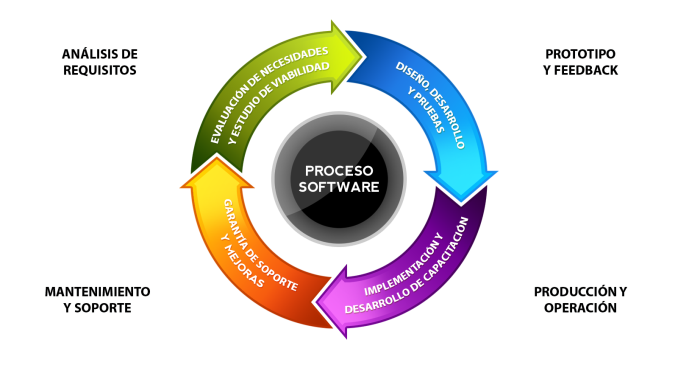 ANÁLISIS DE
REQUISITOS
PROTOTIPO
Y FEEDBACK
EVALUACIÓN DE NECESIDADES
Y ESTUDIO DE VIABILIDAD
DISEÑO, DESARROLLO
Y PRUEBAS
PROCESO
SOFTWARE
GARANTIA DE SOPORTE
Y MEJORAS
IMPLEMENTACIÓN Y
DESARROLLO DE CAPACITACIÓN
MANTENIMIENTO
Y SOPORTE
PRODUCCIÓN Y
OPERACIÓN